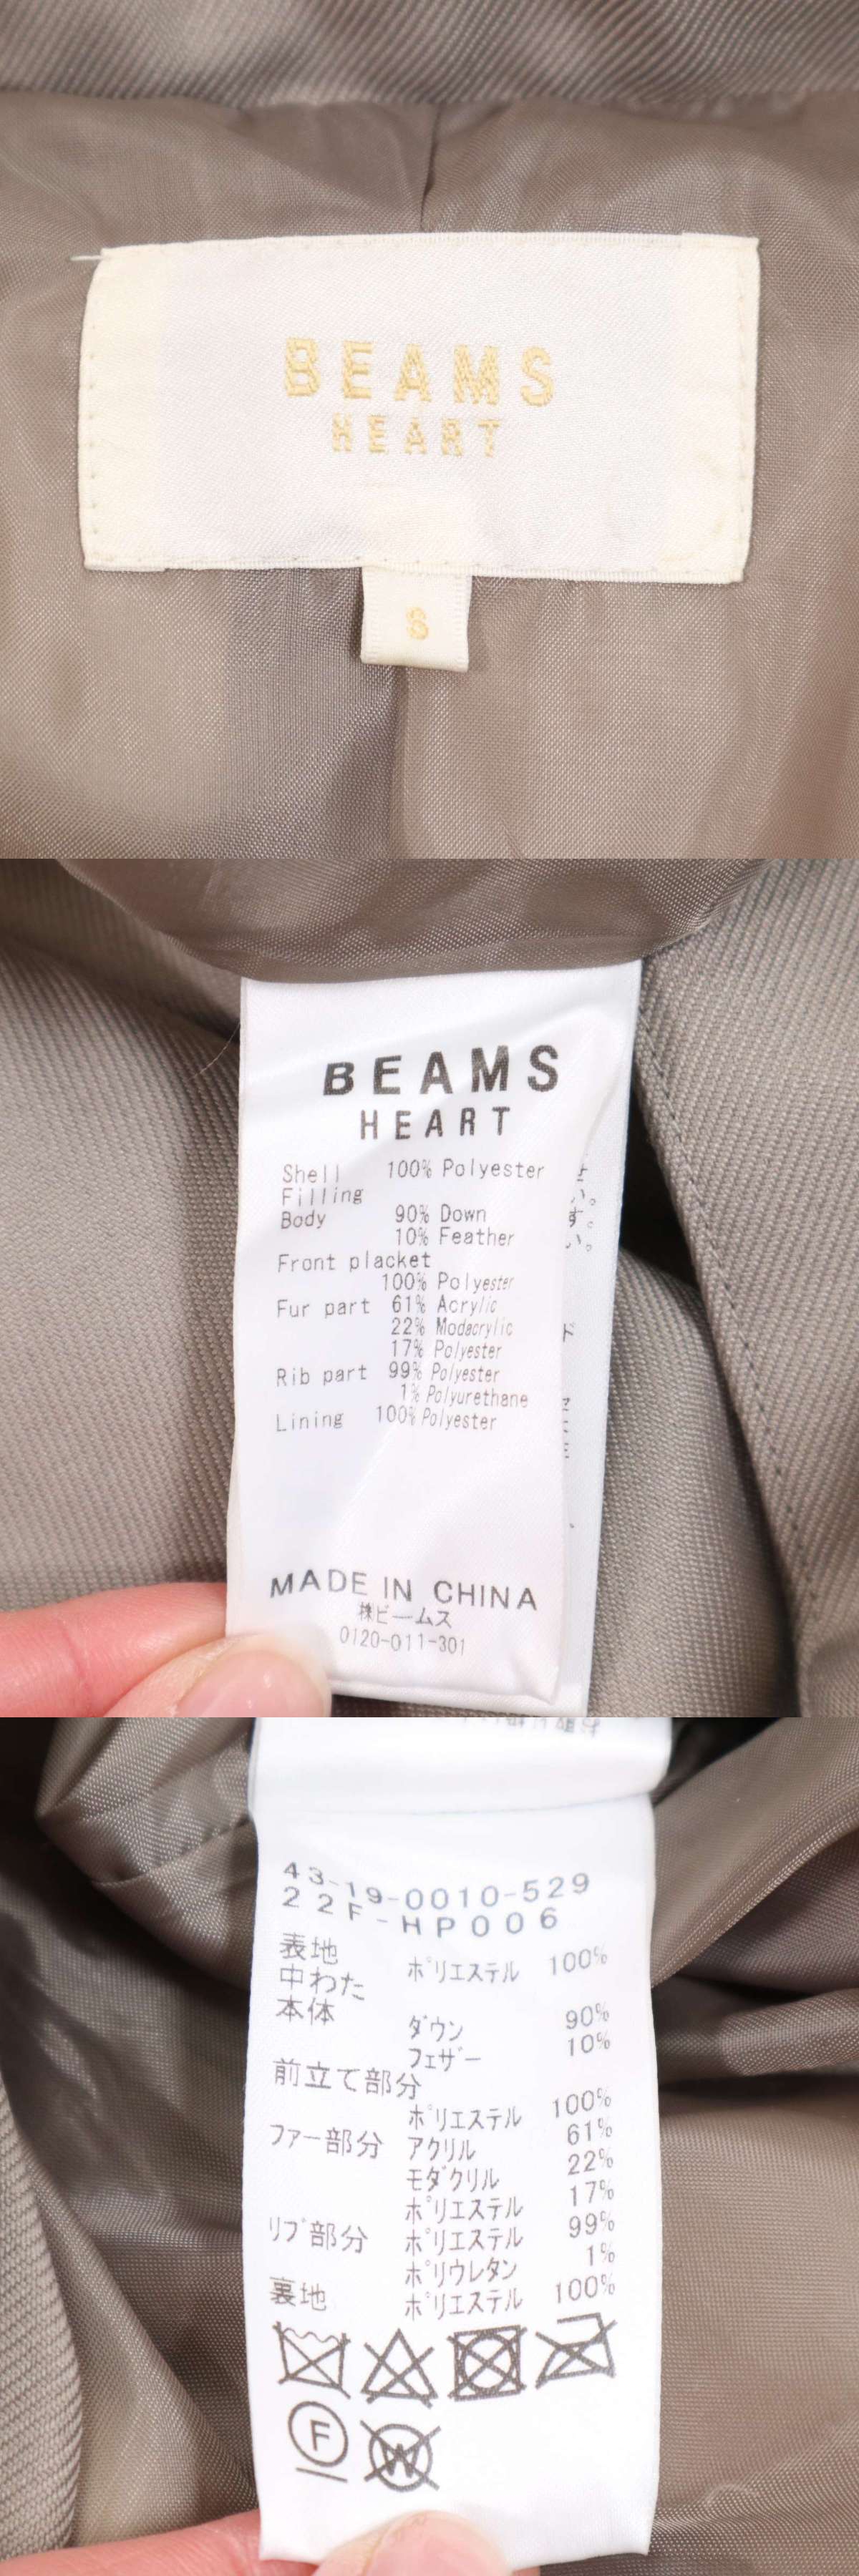 BEAMS
HEART
S
BEAMS
HEART
Shell 100% Polyester
Filling
Body 90% Down
10% Feather
Front placket
100% Polyester
Fur part 61% Acrylic
22% Modacrylic
17% Polyester
Rib part 99% Polyester
1% Polyurethane
Lining 100% Polyester
MADE IN CHINA
㈱ビームス
0120-011-301
43-19-0010-529
22F-HP006
表地 ポリエステル 100%
中わた
本体 ダウン 90%
フェザー 10%
前立て部分
ポリエステル 100%
ファー部分 アクリル 61%
モダクリル 22%
ポリエステル 17%
リブ部分 ポリエステル 99%
ポリウレタン 1%
裏地 ポリエステル 100%
F
W